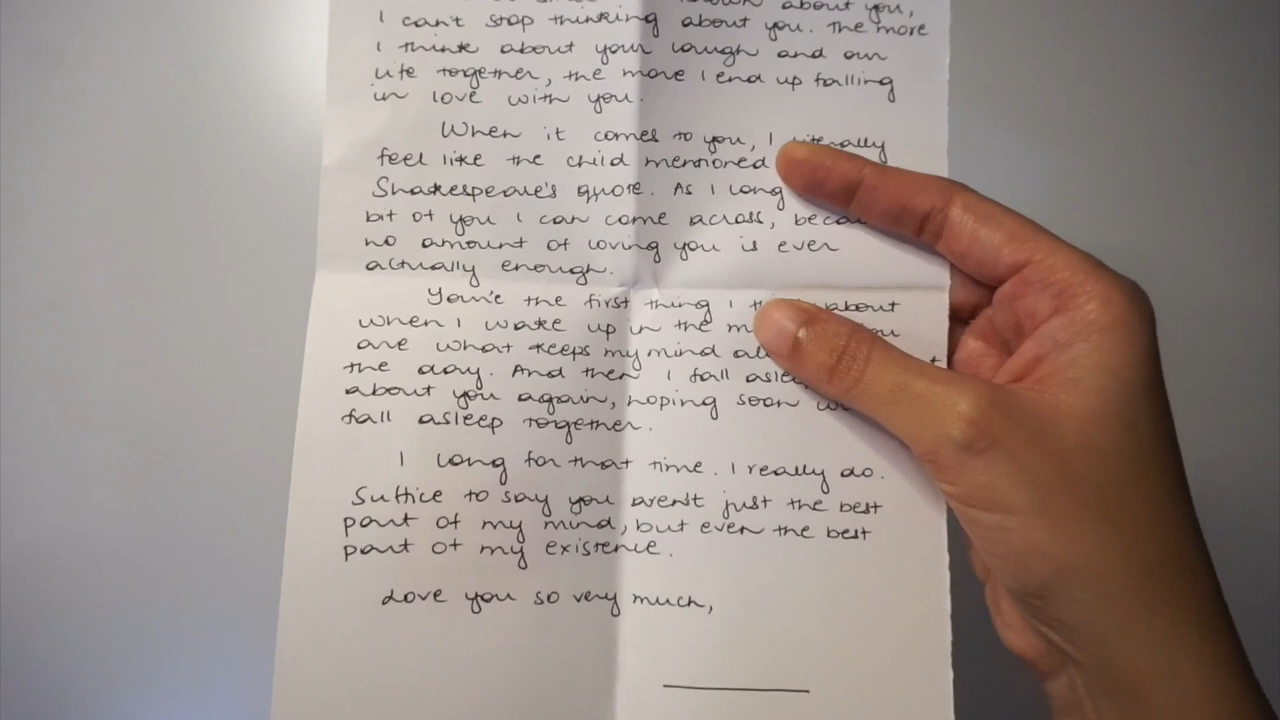 about you,
I can't stop thinking about you. The more
I think about your laugh and our
life together, the more I end up falling
in love with you.
When it comes to you, I literally
feel like the child mentioned
Shakespeare's quote. As I long
bit of you I can come across,
no amount of loving you is ever
actually enough.
You're the first thing I about
when I wake up in the
are what keeps my mind
the day. And then I fall
about you again, hoping soon
fall asleep together.
I long for that time. I really do.
Suffice to say you aren't just the best
part of my mind, but even the best
part of my existence.
Love you so very much,